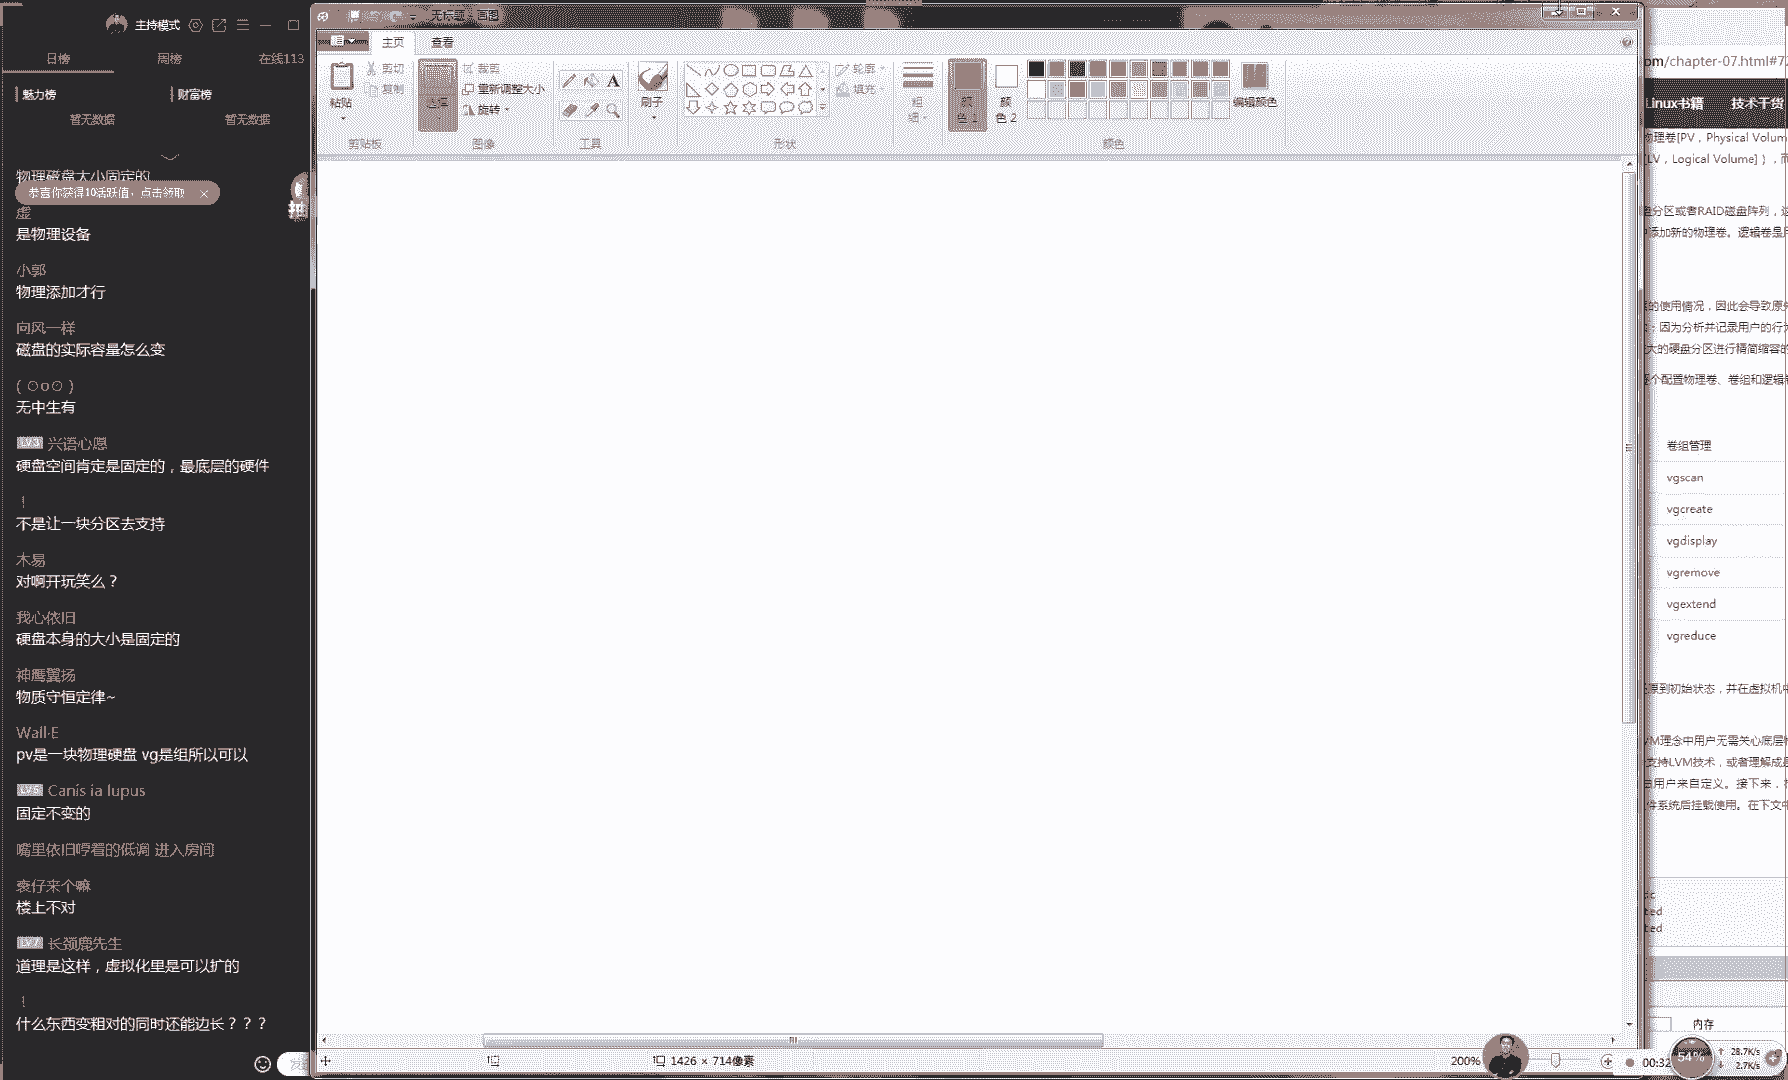 主持模式
日榜
周榜
在线113
魅力榜
财富榜
暂无数据
暂无数据
物理磁盘大小固定的
恭喜你获得10活跃值，点击领取
虚
是物理设备
小郭
物理添加才行
向风一样
磁盘的实际容量怎么变
( ʘoʘ )
无中生有
LV3 兴语心愿
硬盘空间肯定是固定的，最底层的硬件
！
不是让一块分区去支持
木易
对啊开玩笑么？
我心依旧
硬盘本身的大小是固定的
神鹰翼扬
物质守恒定律~
Wall·E
pv是一块物理硬盘 vg是组所以可以
LV5 Canis ia lupus
固定不变的
嘴里依旧哼着的低调 进入房间
袤仔来个嘛
楼上不对
LV7 长颈鹿先生
道理是这样，虚拟化里是可以扩的
！
什么东西变粗对的同时还能边长？？？
无标题 - 画图
主页
查看
粘贴
剪切
复制
剪贴板
选择
裁剪
重新调整大小
旋转
图像
A
工具
刷子
形状
轮廓
填充
粗
细
颜
色 1
颜
色 2
编辑颜色
颜色
1426 × 714像素
200%
om/chapter-07.html#7
Linux书籍
技术干货
物理卷[PV，Physical Volum
[LV，Logical Volume]），而
盘分区或者RAID磁盘阵列，这
添加新的物理卷。逻辑卷是用
的使用情况，因此会导致原先
；因为分析并记录用户的行为
大的硬盘分区进行精简缩容的
个配置物理卷、卷组和逻辑卷
卷组管理
vgscan
vgcreate
vgdisplay
vgremove
vgextend
vgreduce
原到初始状态，并在虚拟机中
VM理念中用户无需关心底层物
支持LVM技术，或者理解成是
用户来自定义。接下来，在
件系统后挂载使用。在下文中
ted
ted
内存
00:32
54%
28.7K/s
2.7K/s